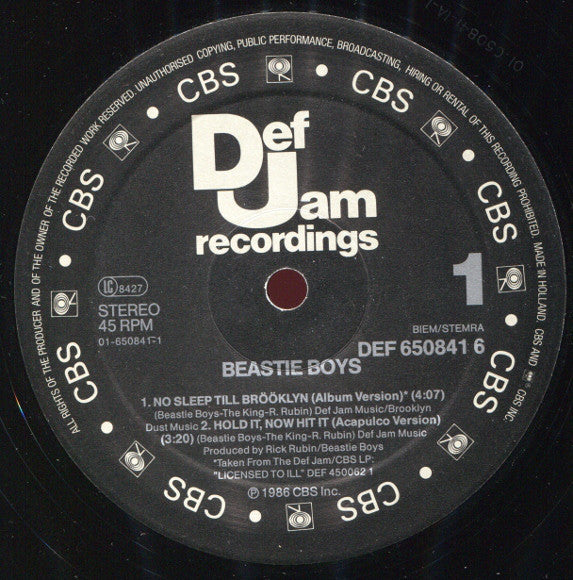 ALL RIGHTS OF THE PRODUCER AND OF THE OWNER OF THE RECORDED WORK RESERVED. UNAUTHORISED COPYING, PUBLIC PERFORMANCE, BROADCASTING, HIRING OR RENTAL OF THIS RECORDING PROHIBITED. MADE IN HOLLAND. CBS AND
ARE
CBS INC.
CBS
CBS
CBS
CBS
CBS
CBS
CBS
CBS
CBS
Def
Jam
recordings
LC 8427
STEREO
45 RPM
01-650841-1
1
BIEM/STEMRA
DEF 650841 6
BEASTIE BOYS
1. NO SLEEP TILL BRÖÖKLYN (Album Version)* (4:07)
(Beastie Boys-The King-R. Rubin) Def Jam Music/Brooklyn
Dust Music 2. HOLD IT, NOW HIT IT (Acapulco Version)
(3:20) (Beastie Boys-The King-R. Rubin) Def Jam Music
Produced by Rick Rubin/Beastie Boys
*Taken From The Def Jam/CBS LP:
"LICENSED TO ILL" DEF 450062 1
Ⓟ 1986 CBS Inc.